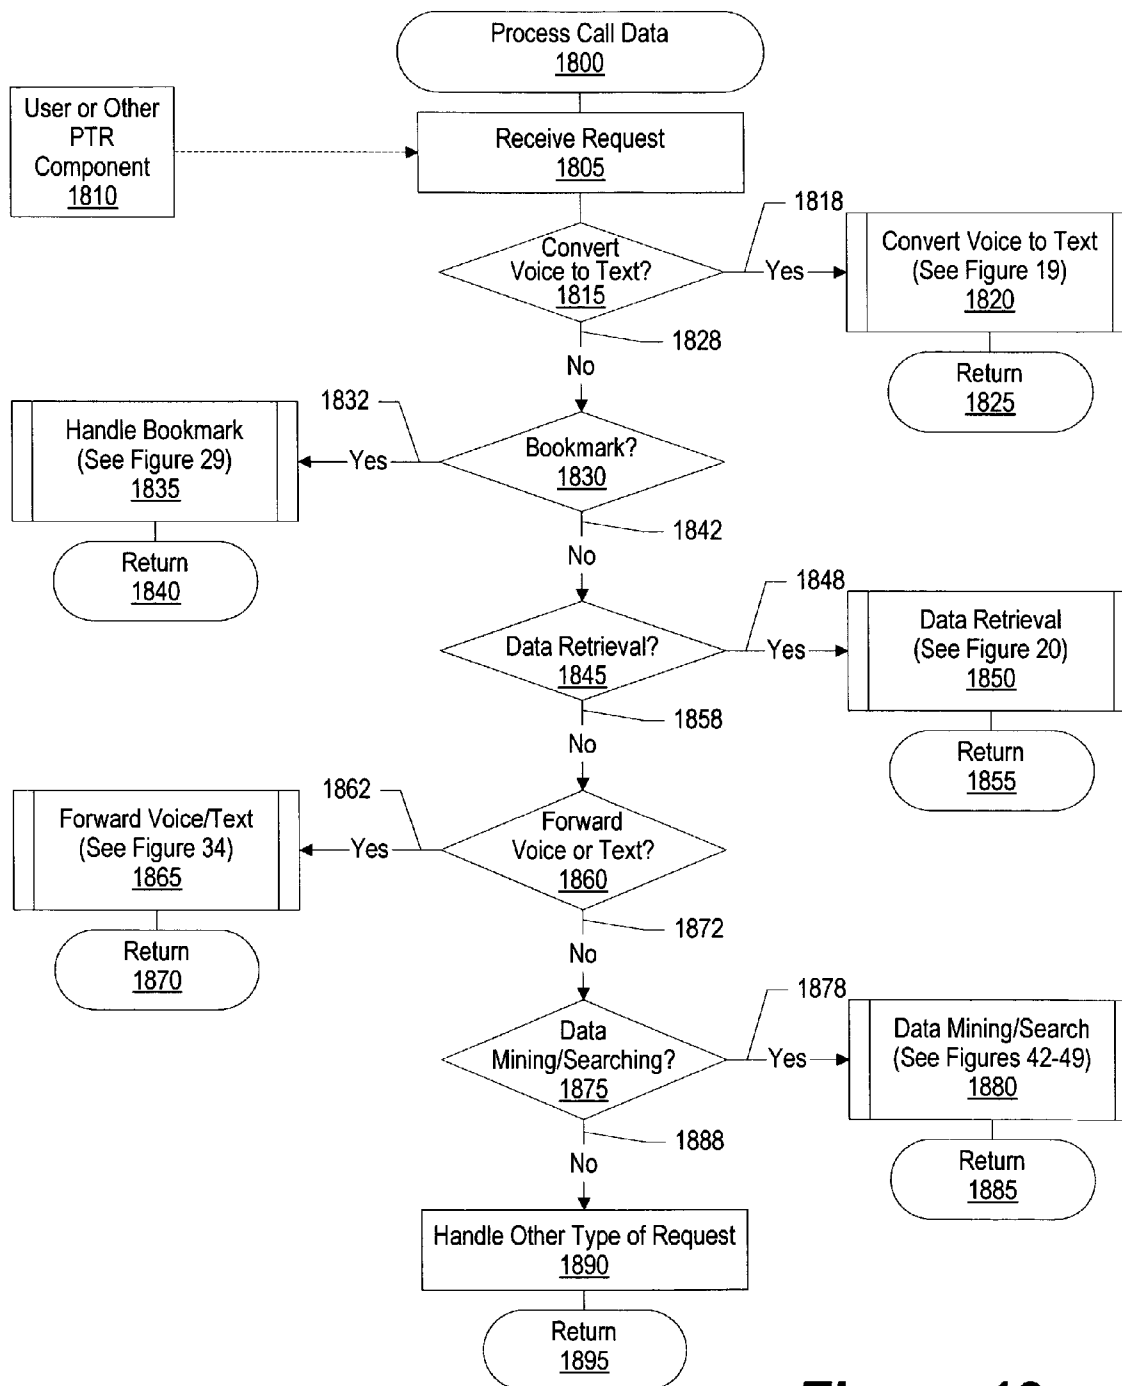 Process Call Data
1800
User or Other
PTR
Component
1810
Receive Request
1805
1818
Convert
Voice to Text?
1815
Yes
Convert Voice to Text
(See Figure 19)
1820
1828
No
Return
1825
1832
Handle Bookmark
(See Figure 29)
1835
Yes
Bookmark?
1830
1842
No
Return
1840
1848
Data Retrieval?
1845
Yes
Data Retrieval
(See Figure 20)
1850
1858
No
Return
1855
1862
Forward Voice/Text
(See Figure 34)
1865
Yes
Forward
Voice or Text?
1860
1872
No
Return
1870
1878
Data
Mining/Searching?
1875
Yes
Data Mining/Search
(See Figures 42-49)
1880
1888
No
Return
1885
Handle Other Type of Request
1890
Return
1895